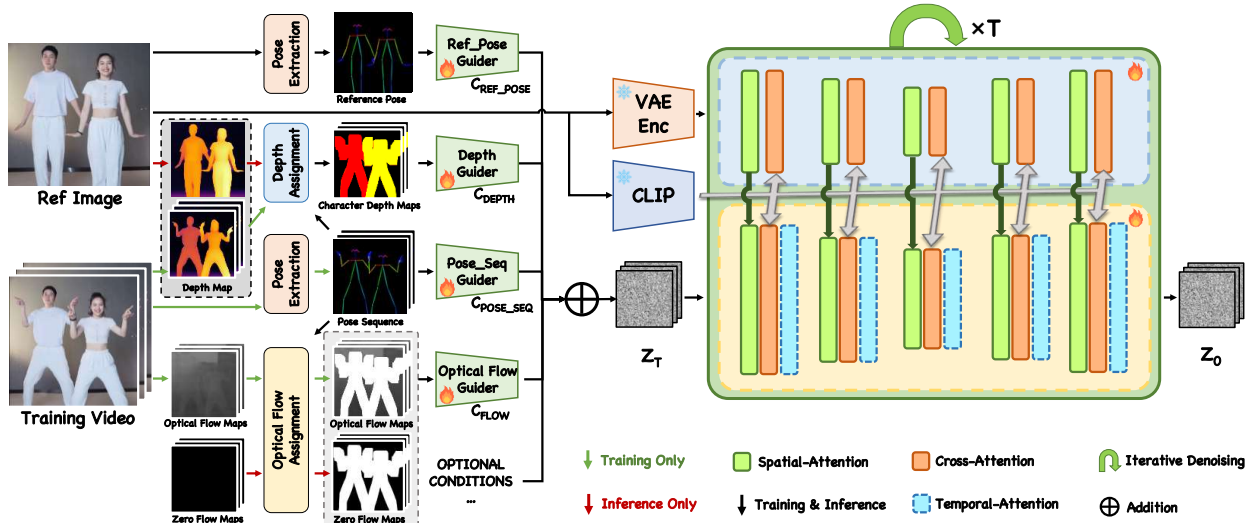 Pose
Extraction
Reference Pose
Ref_Pose
Guider
C_REF_POSE
×T
VAE
Enc
Ref Image
Depth
Assignment
Character Depth Maps
Depth
Guider
C_DEPTH
CLIP
Depth Map
Pose
Extraction
Pose Sequence
Pose_Seq
Guider
C_POSE_SEQ
Z_T
Z_0
Training Video
Optical Flow Maps
Optical Flow
Assignment
Optical Flow Maps
Optical Flow
Guider
C_FLOW
Zero Flow Maps
Zero Flow Maps
OPTIONAL
CONDITIONS
...
Training Only
Spatial-Attention
Cross-Attention
Iterative Denoising
Inference Only
Training & Inference
Temporal-Attention
Addition